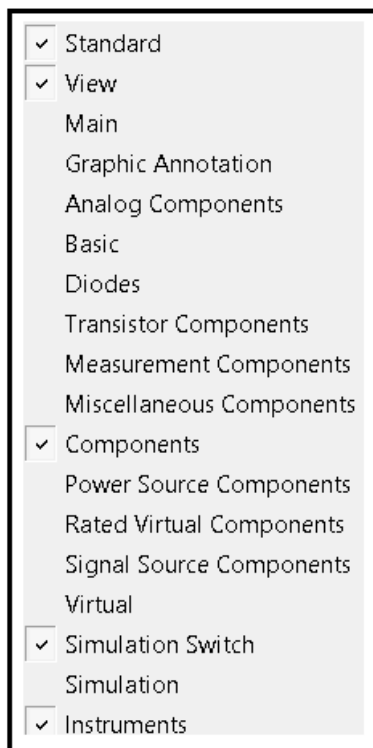 Standard
View
Main
Graphic Annotation
Analog Components
Basic
Diodes
Transistor Components
Measurement Components
Miscellaneous Components
Components
Power Source Components
Rated Virtual Components
Signal Source Components
Virtual
Simulation Switch
Simulation
Instruments